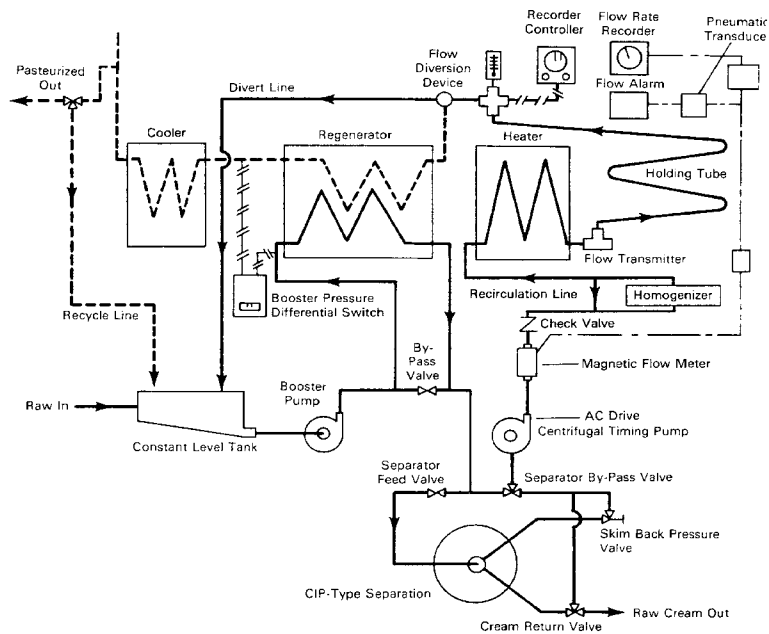 Recorder
Controller
Flow Rate
Recorder
Pneumatic
Transduce
Flow
Diversion
Device
Pasteurized
Out
Divert Line
Flow Alarm
Cooler
Regenerator
Heater
Holding Tube
Flow Transmitter
Recycle Line
Booster Pressure
Differential Switch
Recirculation Line
Homogenizer
Check Valve
By-
Pass
Valve
Magnetic Flow Meter
Booster
Pump
Raw In
Constant Level Tank
AC Drive
Centrifugal Timing Pump
Separator
Feed Valve
Separator By-Pass Valve
Skim Back Pressure
Valve
CIP-Type Separation
Raw Cream Out
Cream Return Valve